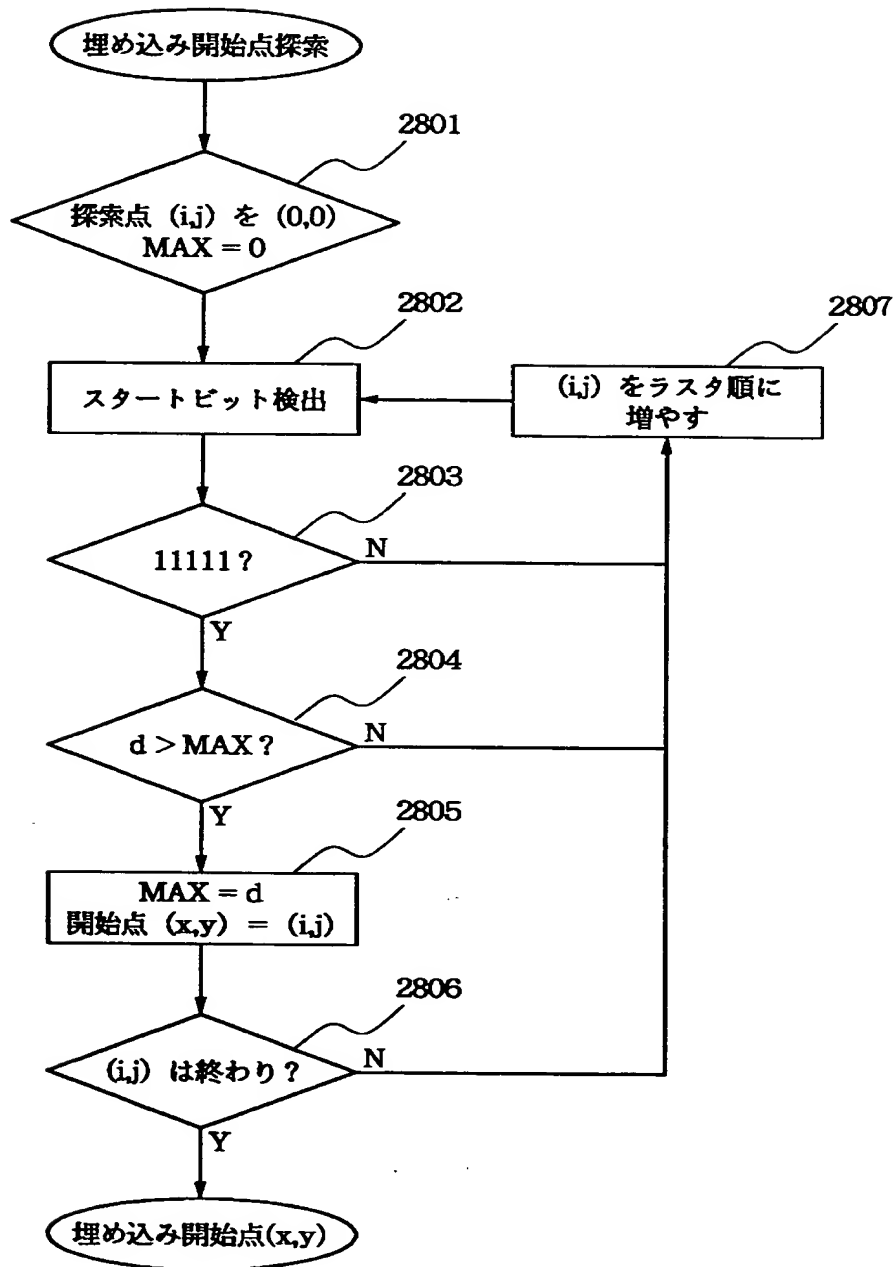 埋め込み開始点探索
2801
探索点 (i,j) を (0,0)
MAX = 0
2802
スタートビット検出
2807
(i,j) をラスタ順に
増やす
2803
11111?
N
Y
2804
d > MAX?
N
Y
2805
MAX = d
開始点 (x,y) = (i,j)
2806
(i,j) は終わり?
N
Y
埋め込み開始点(x,y)